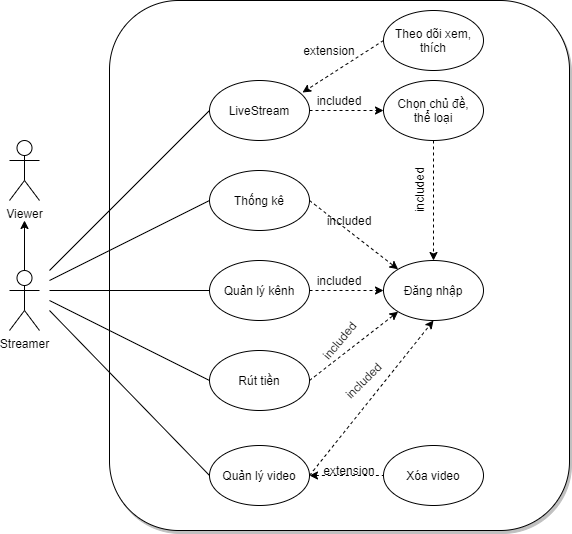 Theo dõi xem,
thích
extension
LiveStream
included
Chọn chủ đề,
thể loại
Viewer
Thống kê
included
included
Streamer
Quản lý kênh
included
Đăng nhập
included
Rút tiền
included
Quản lý video
extension
Xóa video